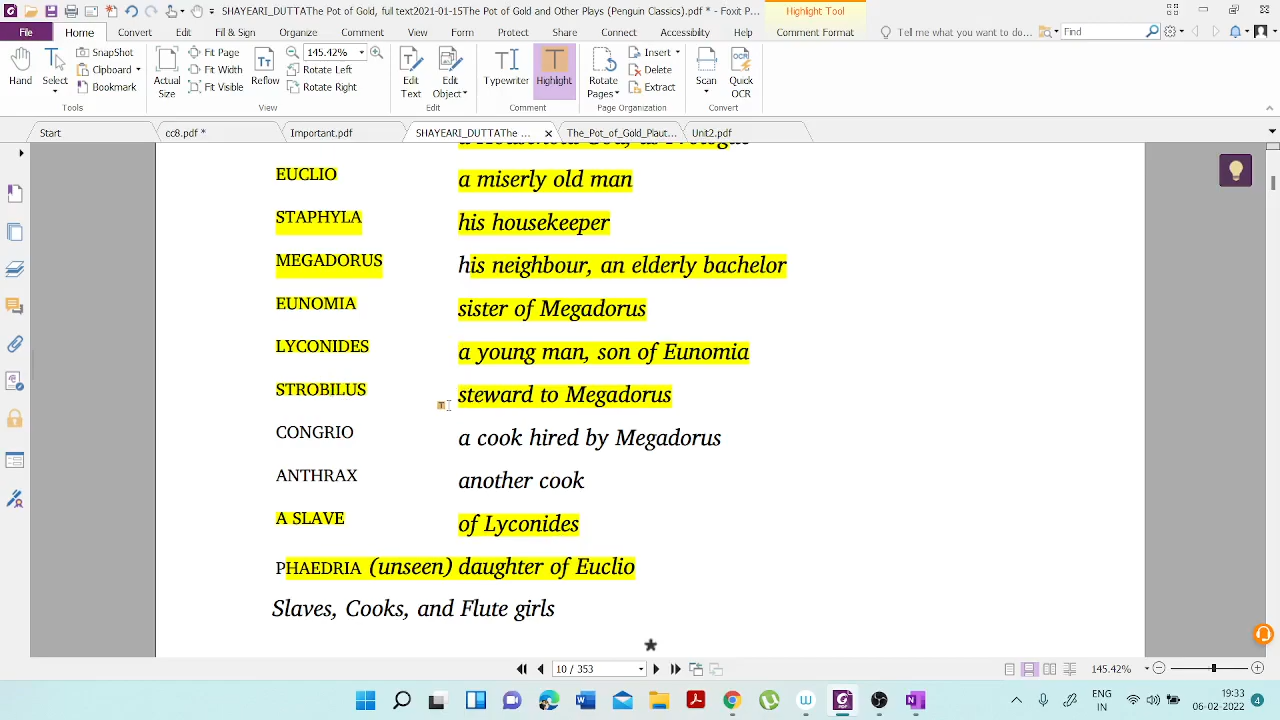 SHAYEARI_DUTTAThe Pot of Gold, ful text2021-01-15The Pot of Gold and Other Plays (Penguin Classics).pdf * - Foxit P...
Highlight Tool
File Home Convert Edit Fill & Sign Organize Comment View Form Protect Share Connect Accessibility Help Comment Format Tell me what you want to do... Find
Hand
Select
SnapShot
Clipboard
Bookmark
Tools
Actual Size
Fit Page
Fit Width
Fit Visible
Reflow
145.42%
Rotate Left
Rotate Right
View
Edit Text
Edit Object
Edit
Typewriter
Highlight
Comment
Rotate Pages
Insert
Delete
Extract
Page Organization
Scan
Quick OCR
Convert
Start cc8.pdf * Important.pdf SHAYEARI_DUTTAThe ... The_Pot_of_Gold_Plaut... Unit2.pdf
a Household God, as Prologue
EUCLIO a miserly old man
STAPHYLA his housekeeper
MEGADORUS his neighbour, an elderly bachelor
EUNOMIA sister of Megadorus
LYCONIDES a young man, son of Eunomia
STROBILUS steward to Megadorus
CONGRIO a cook hired by Megadorus
ANTHRAX another cook
A SLAVE of Lyconides
PHAEDRIA (unseen) daughter of Euclio
Slaves, Cooks, and Flute girls
*
10 / 353 145.42%
ENG
IN
19:33
06-02-2022
4